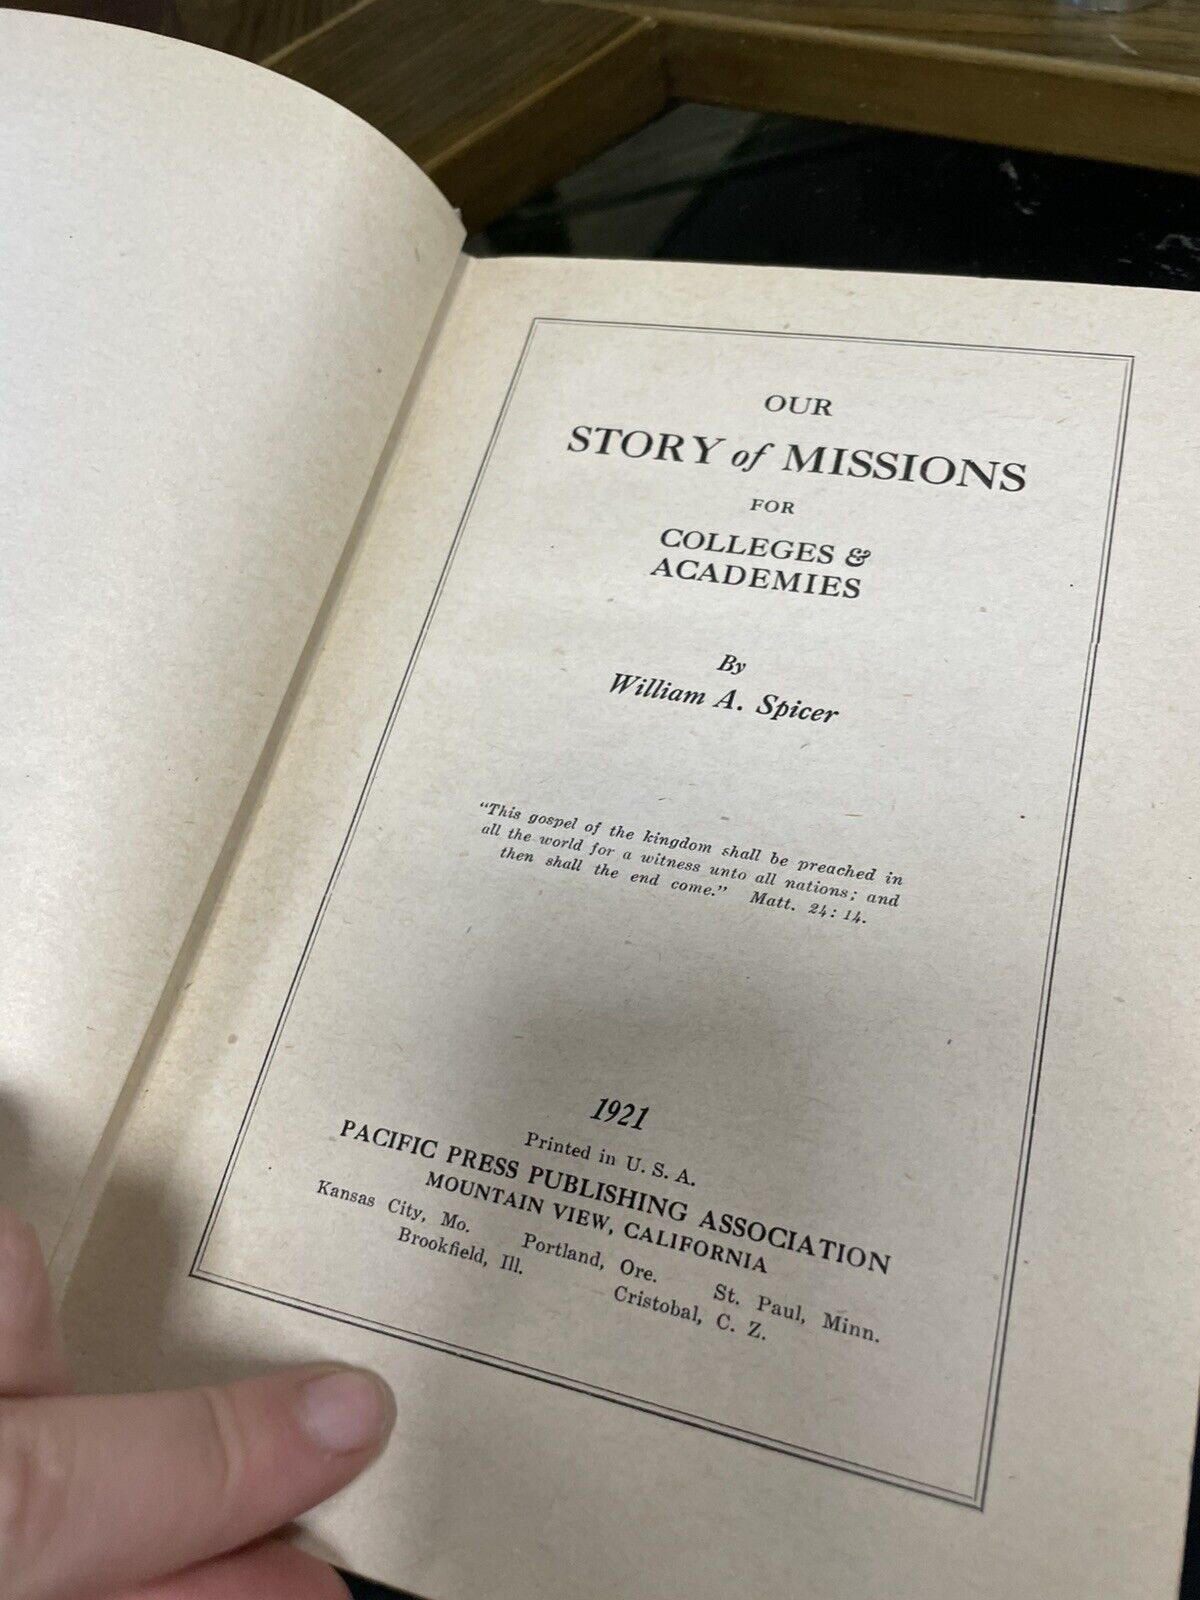 OUR
STORY of MISSIONS
FOR
COLLEGES &
ACADEMIES
By
William A. Spicer
"This gospel of the kingdom shall be preached in
all the world for a witness unto all nations; and
then shall the end come." Matt. 24: 14.
1921
Printed in U. S. A.
PACIFIC PRESS PUBLISHING ASSOCIATION
MOUNTAIN VIEW, CALIFORNIA
Kansas City, Mo. Portland, Ore. St. Paul, Minn.
Brookfield, Ill. Cristobal, C. Z.